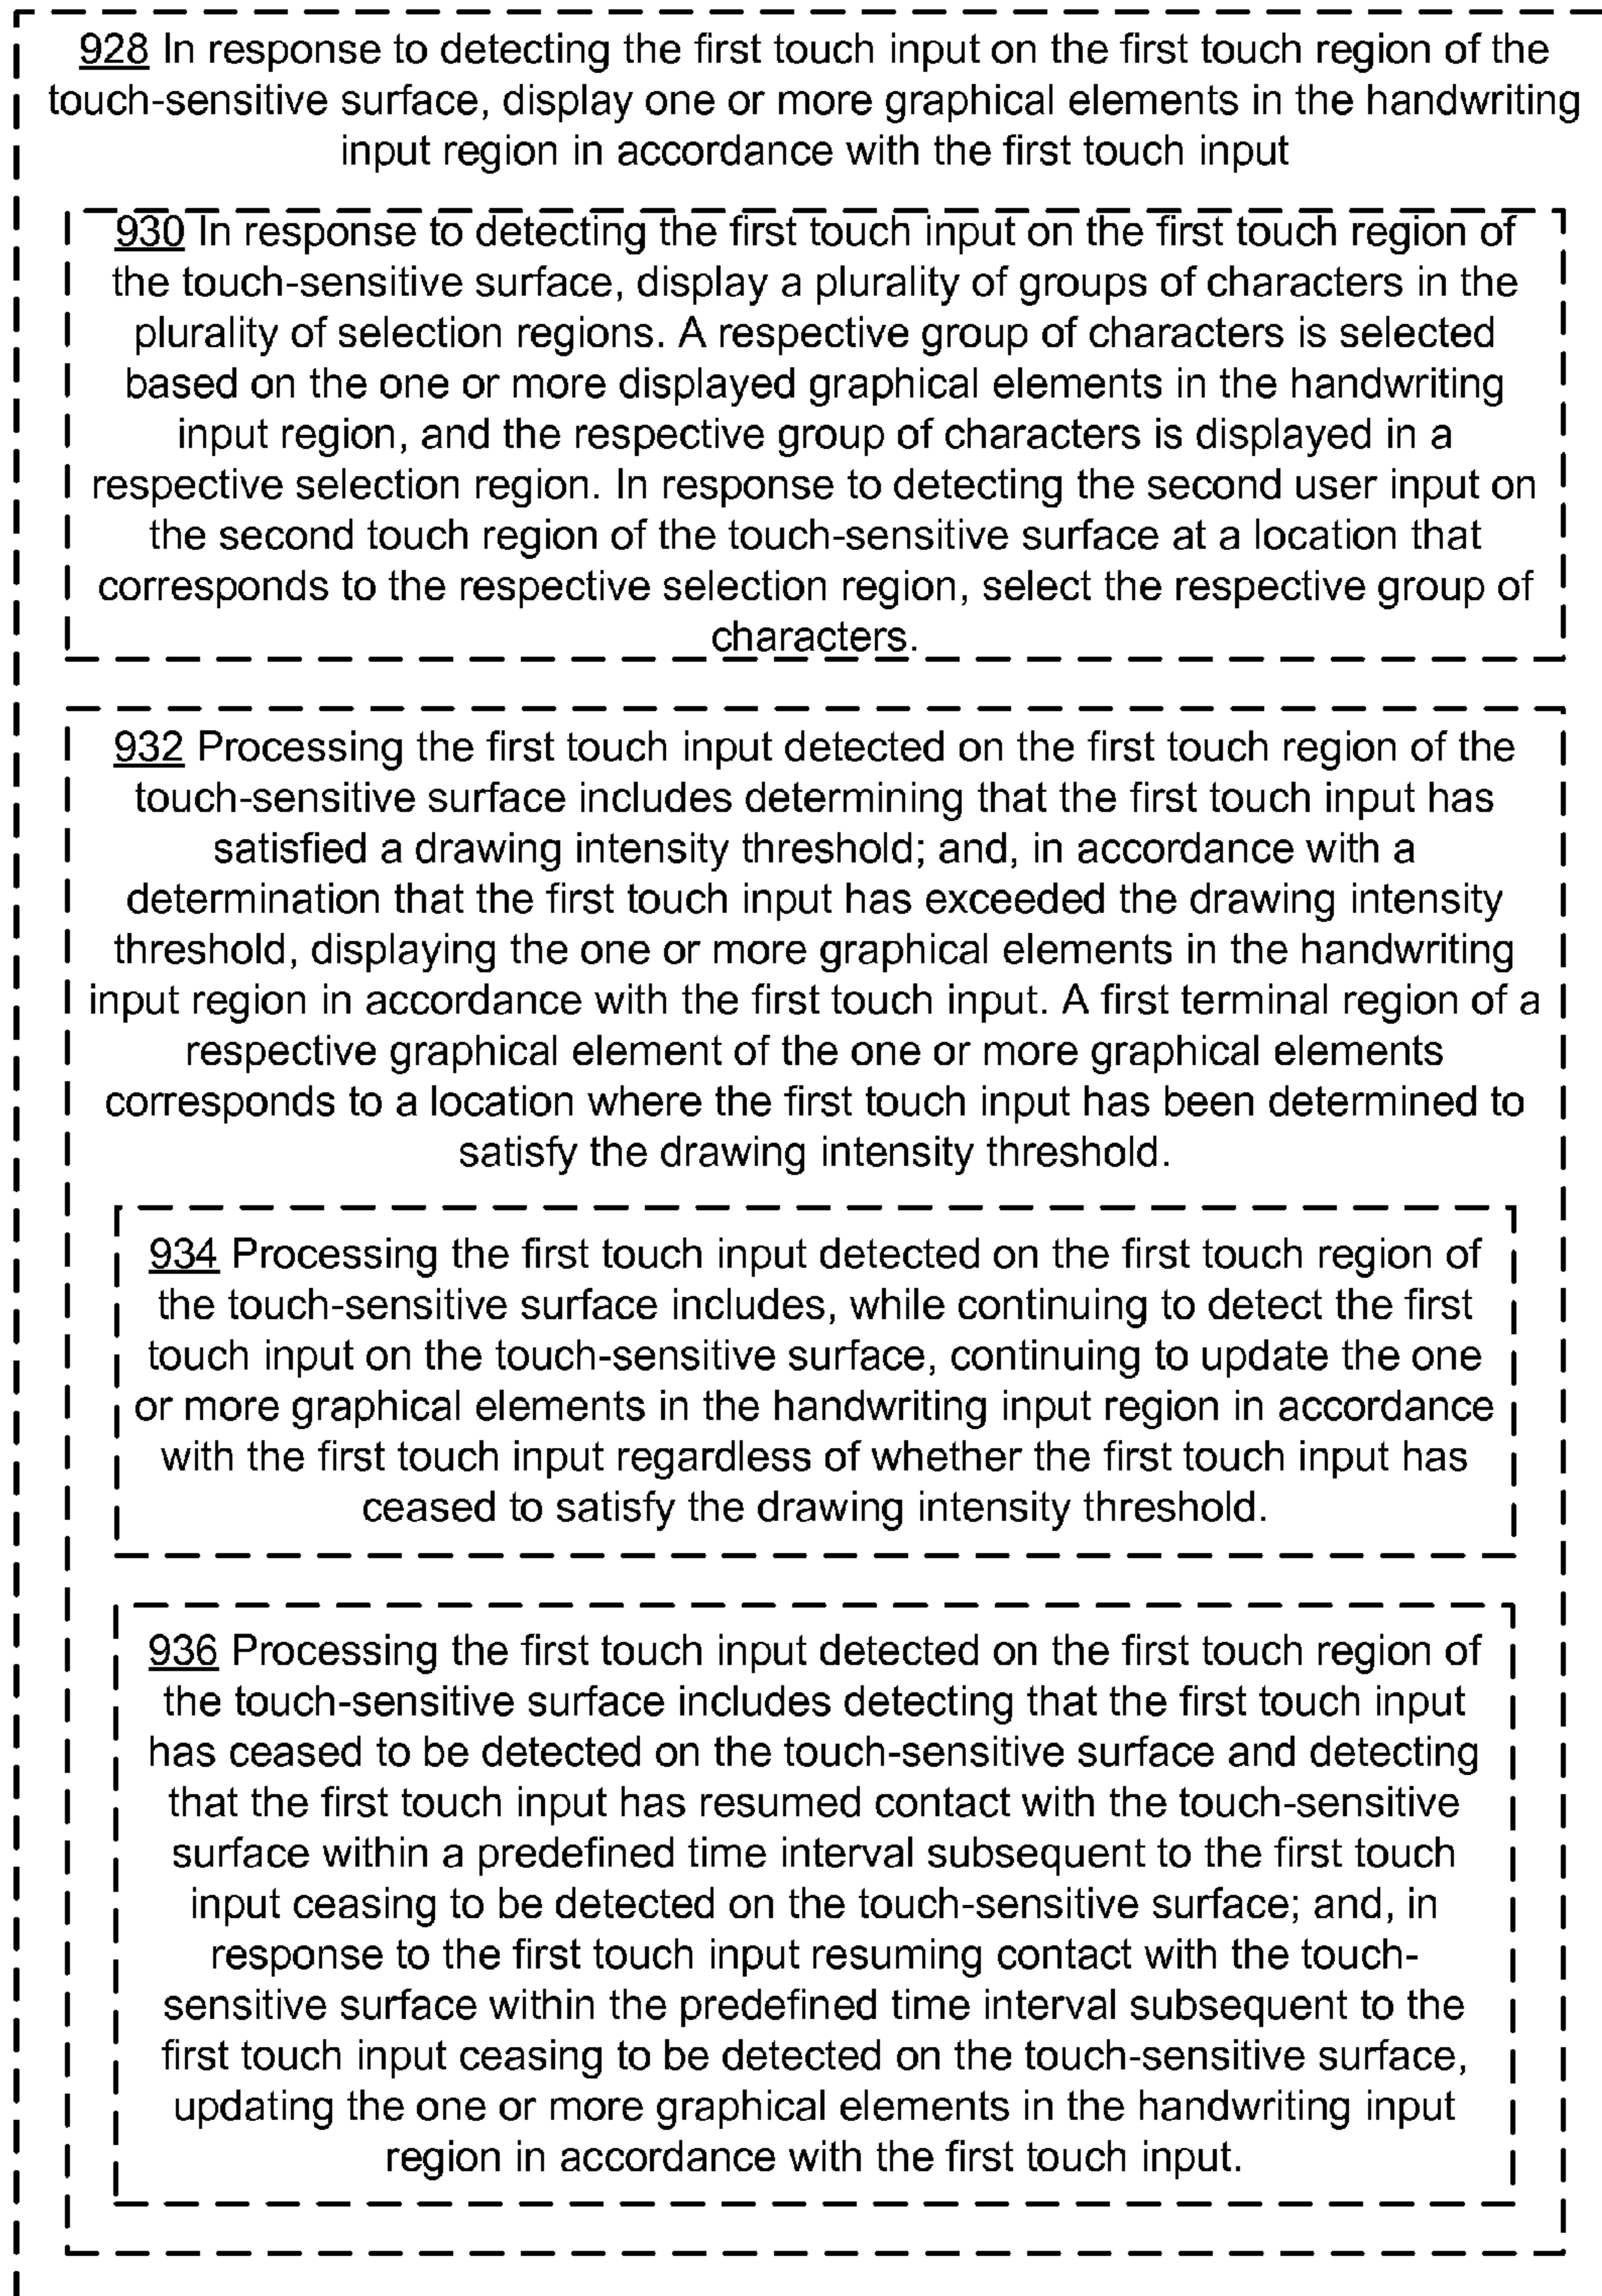 928 In response to detecting the first touch input on the first touch region of the
touch-sensitive surface, display one or more graphical elements in the handwriting
input region in accordance with the first touch input
930 In response to detecting the first touch input on the first touch region of
the touch-sensitive surface, display a plurality of groups of characters in the
plurality of selection regions. A respective group of characters is selected
based on the one or more displayed graphical elements in the handwriting
input region, and the respective group of characters is displayed in a
respective selection region. In response to detecting the second user input on
the second touch region of the touch-sensitive surface at a location that
corresponds to the respective selection region, select the respective group of
characters.
932 Processing the first touch input detected on the first touch region of the
touch-sensitive surface includes determining that the first touch input has
satisfied a drawing intensity threshold; and, in accordance with a
determination that the first touch input has exceeded the drawing intensity
threshold, displaying the one or more graphical elements in the handwriting
input region in accordance with the first touch input. A first terminal region of a
respective graphical element of the one or more graphical elements
corresponds to a location where the first touch input has been determined to
satisfy the drawing intensity threshold.
934 Processing the first touch input detected on the first touch region of
the touch-sensitive surface includes, while continuing to detect the first
touch input on the touch-sensitive surface, continuing to update the one
or more graphical elements in the handwriting input region in accordance
with the first touch input regardless of whether the first touch input has
ceased to satisfy the drawing intensity threshold.
936 Processing the first touch input detected on the first touch region of
the touch-sensitive surface includes detecting that the first touch input
has ceased to be detected on the touch-sensitive surface and detecting
that the first touch input has resumed contact with the touch-sensitive
surface within a predefined time interval subsequent to the first touch
input ceasing to be detected on the touch-sensitive surface; and, in
response to the first touch input resuming contact with the touch-
sensitive surface within the predefined time interval subsequent to the
first touch input ceasing to be detected on the touch-sensitive surface,
updating the one or more graphical elements in the handwriting input
region in accordance with the first touch input.